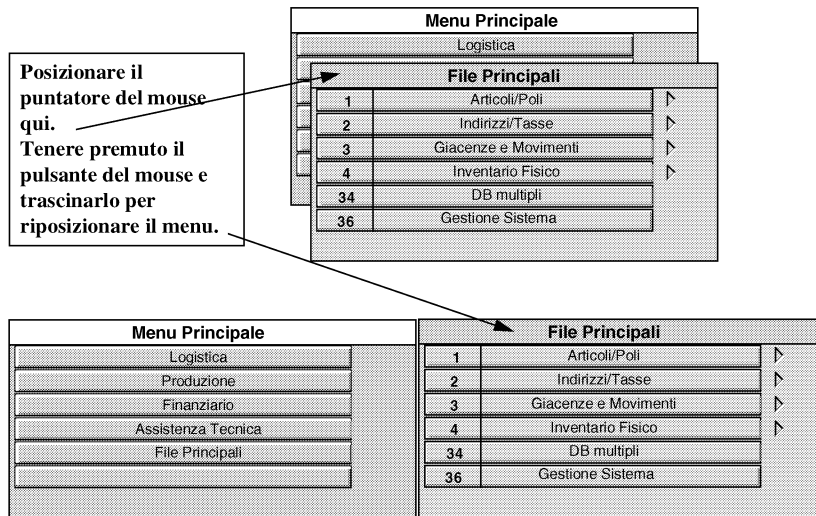 Menu Principale
Logistica
Posizionare il
puntatore del mouse
qui.
Tenere premuto il
pulsante del mouse e
trascinarlo per
riposizionare il menu.
File Principali
1 Articoli/Poli
2 Indirizzi/Tasse
3 Giacenze e Movimenti
4 Inventario Fisico
34 DB multipli
36 Gestione Sistema
Menu Principale
Logistica
Produzione
Finanziario
Assistenza Tecnica
File Principali
File Principali
1 Articoli/Poli
2 Indirizzi/Tasse
3 Giacenze e Movimenti
4 Inventario Fisico
34 DB multipli
36 Gestione Sistema